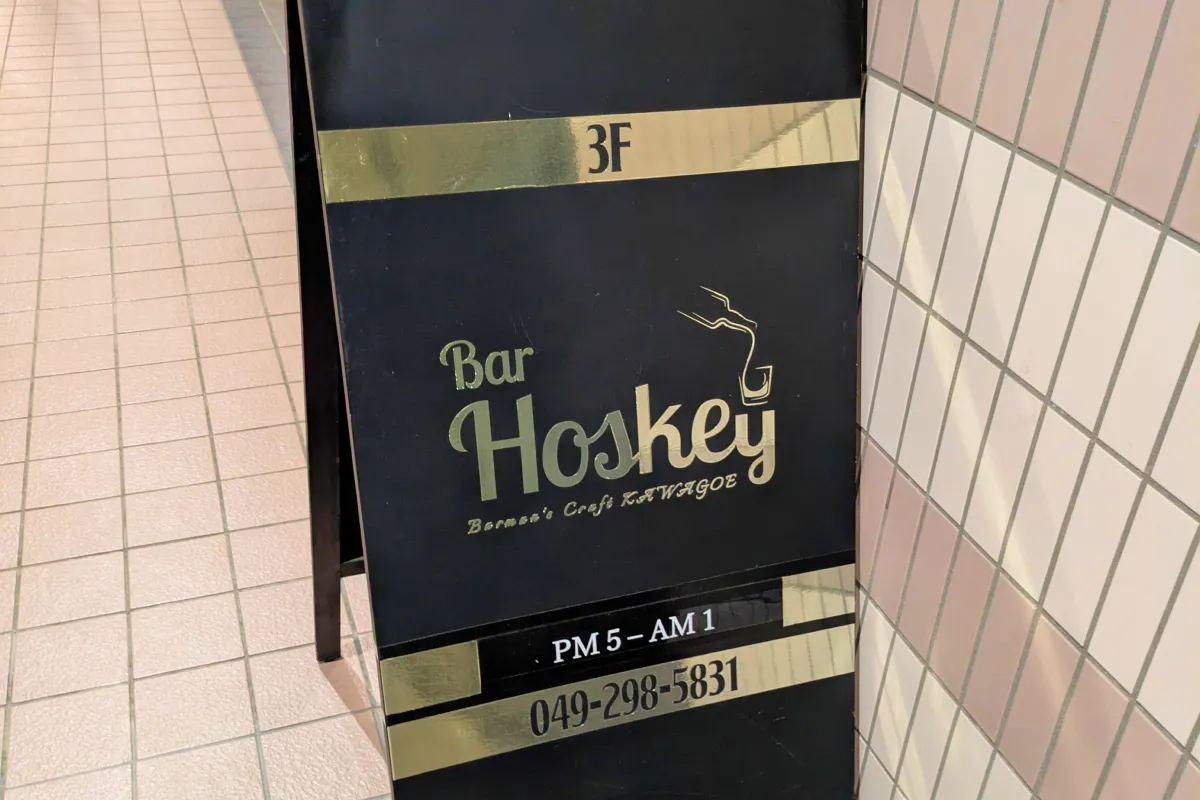 3F
Bar
Hoskey
Barman's Craft KAWAGOE
PM 5 – AM 1
049-298-5831